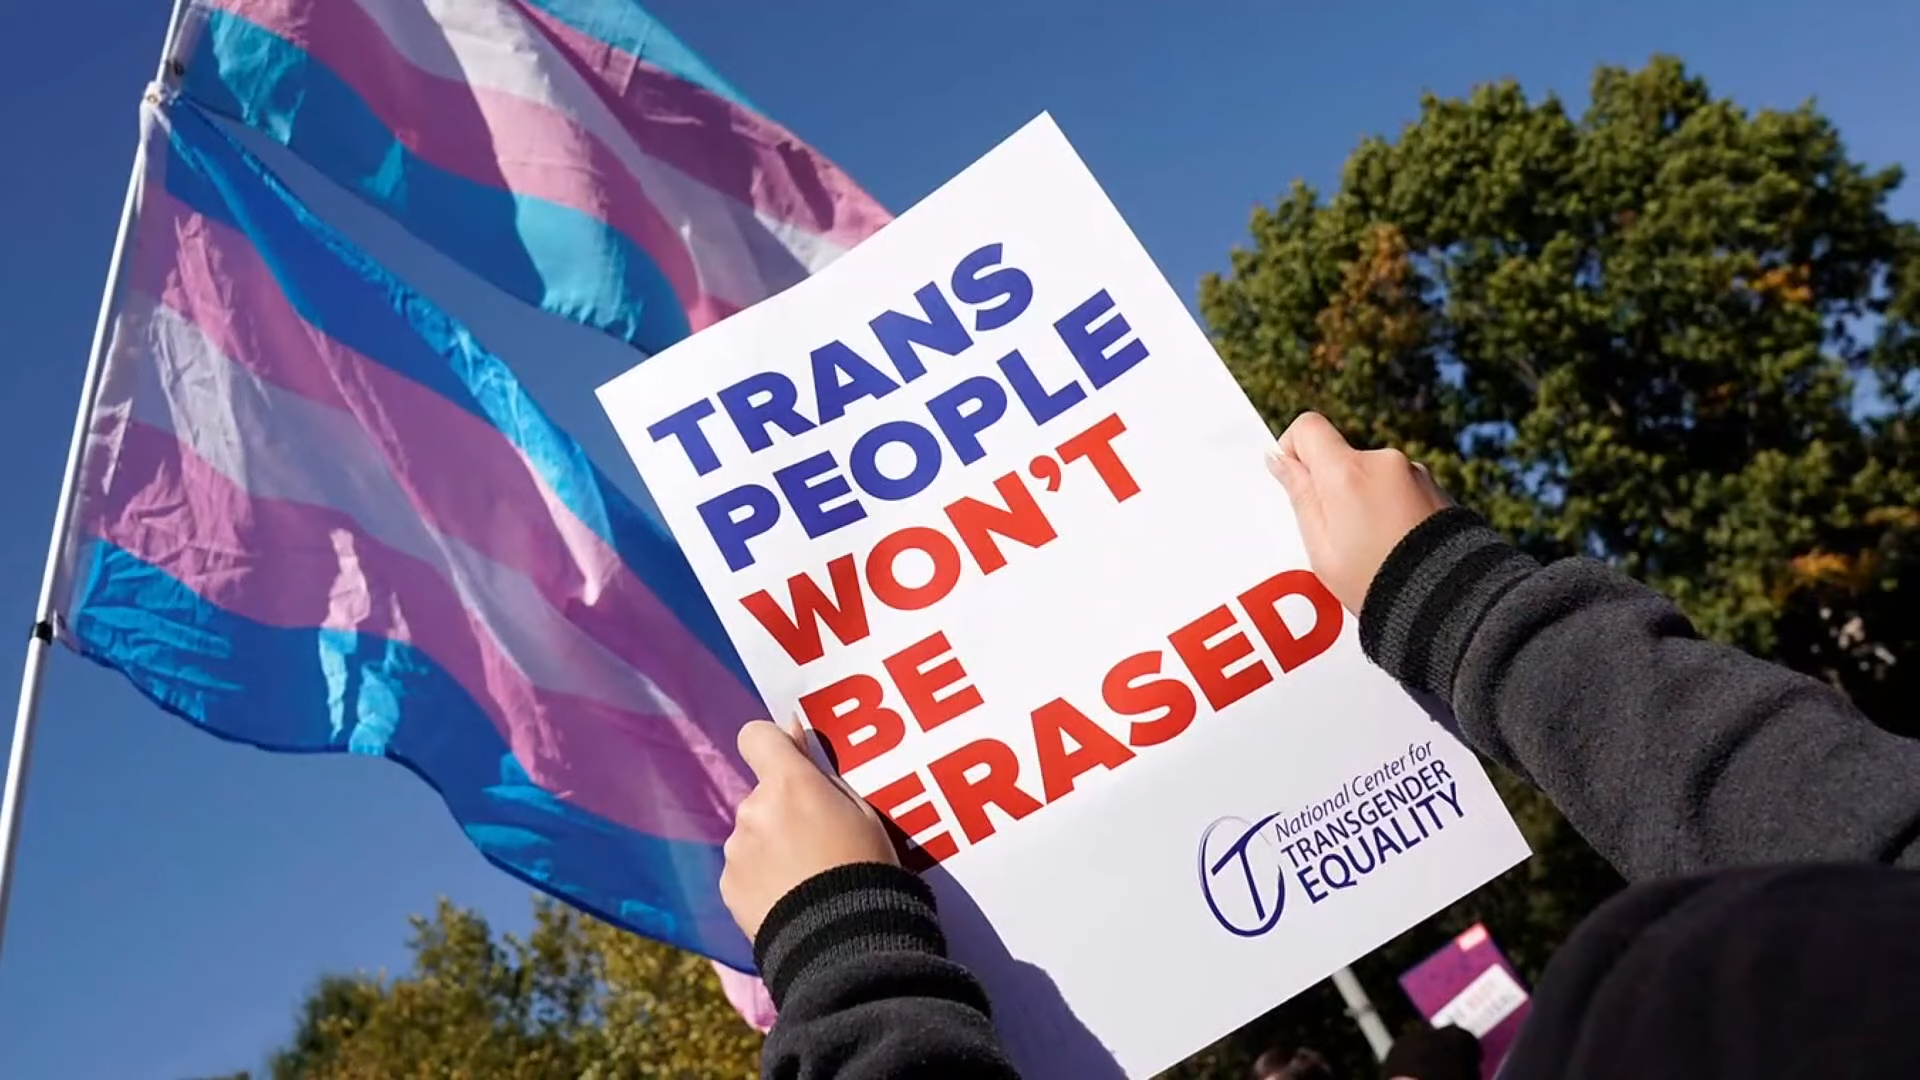 TRANS
PEOPLE
WON'T
BE
ERASED
National Center for
TRANSGENDER
EQUALITY